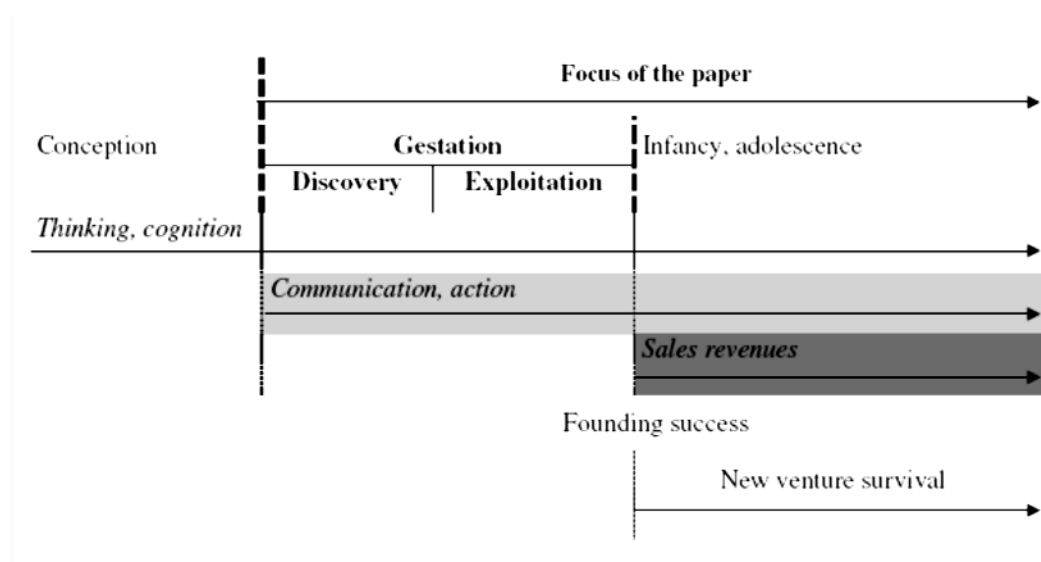 Focus of the paper
Conception
Gestation
Infancy, adolescence
Discovery
Exploitation
Thinking, cognition
Communication, action
Sales revenues
Founding success
New venture survival